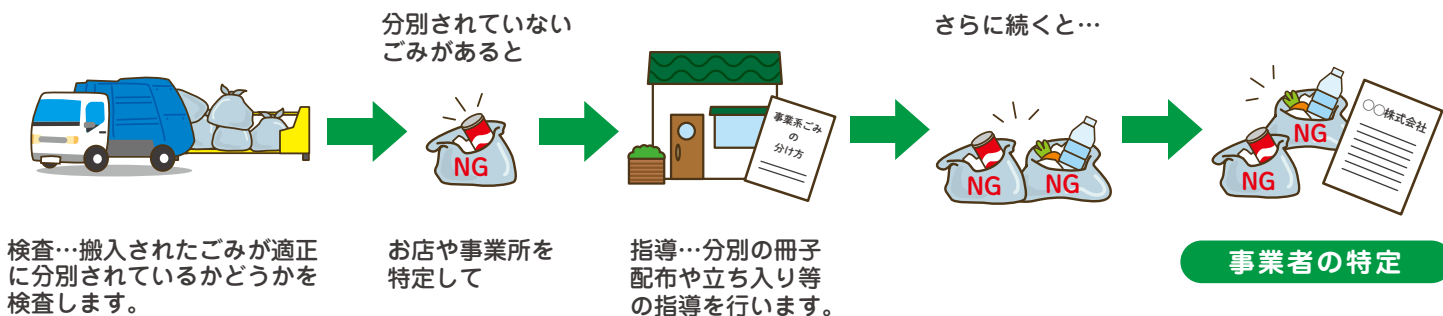 分別されていない
ごみがあると
さらに続くと…
NG
事業系ごみ
の
分け方
NG
NG
NG
NG
○○株式会社
検査…搬入されたごみが適正
に分別されているかどうかを
検査します。
お店や事業所を
特定して
指導…分別の冊子
配布や立ち入り等
の指導を行います。
事業者の特定